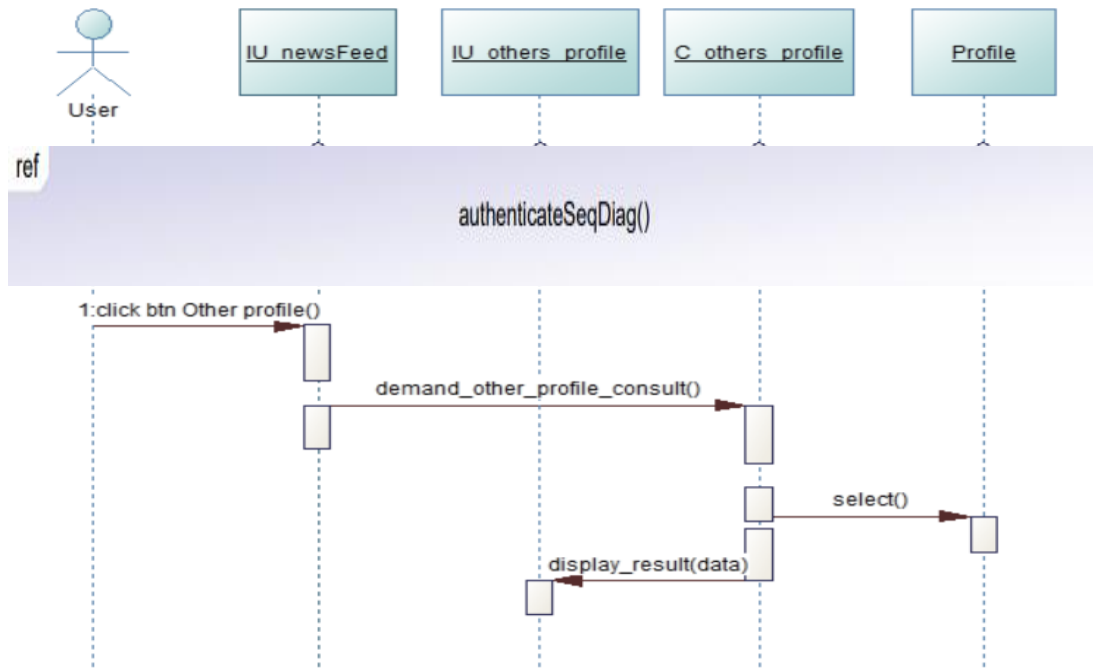 User
IU_newsFeed
IU_others_profile
C_others_profile
Profile
ref
authenticateSeqDiag()
1:click btn Other profile()
demand_other_profile_consult()
select()
display_result(data)